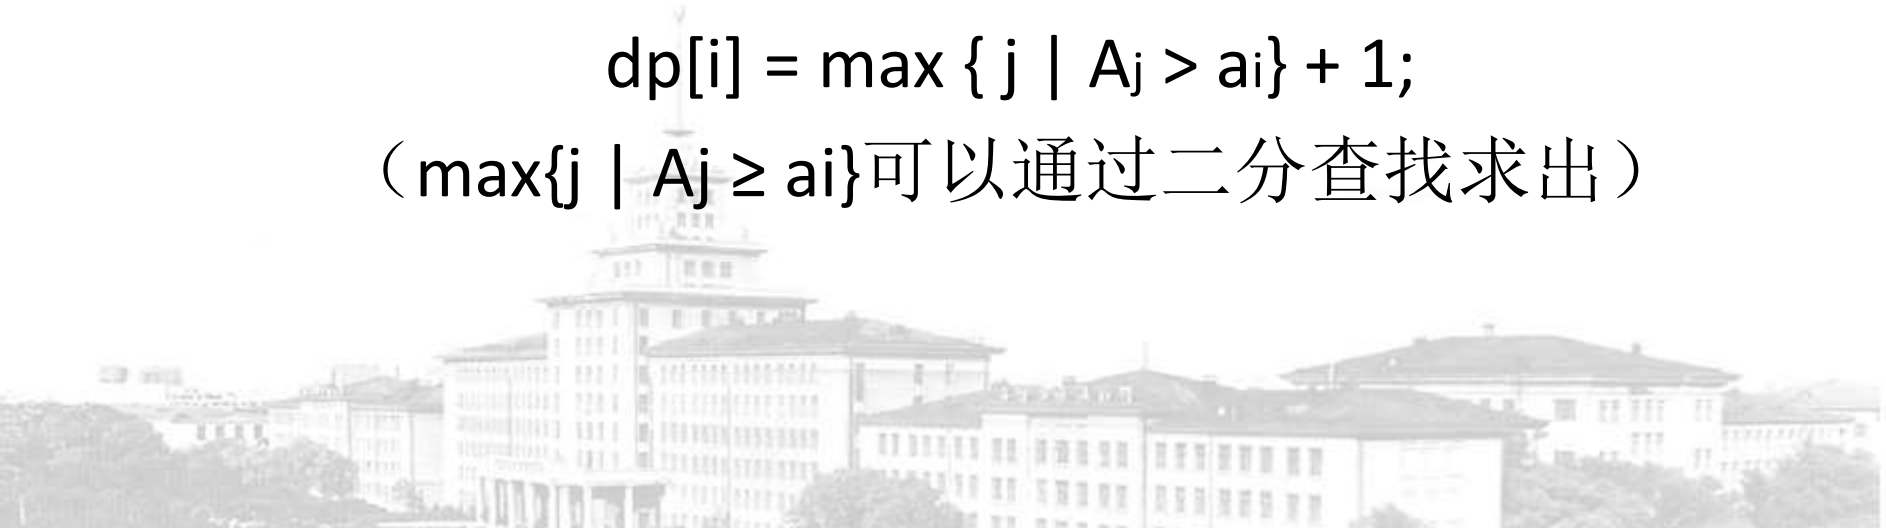 dp[i] = max { j | Aj > ai} + 1;
（max{j | Aj ≥ ai}可以通过二分查找求出）